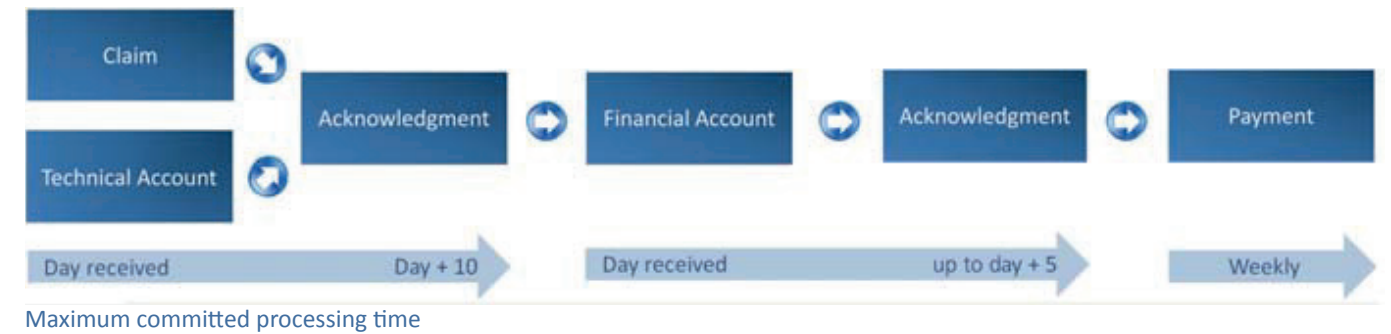 Claim
Technical Account
Acknowledgment
Financial Account
Acknowledgment
Payment
Day received
Day + 10
Day received
up to day + 5
Weekly
Maximum committed processing time